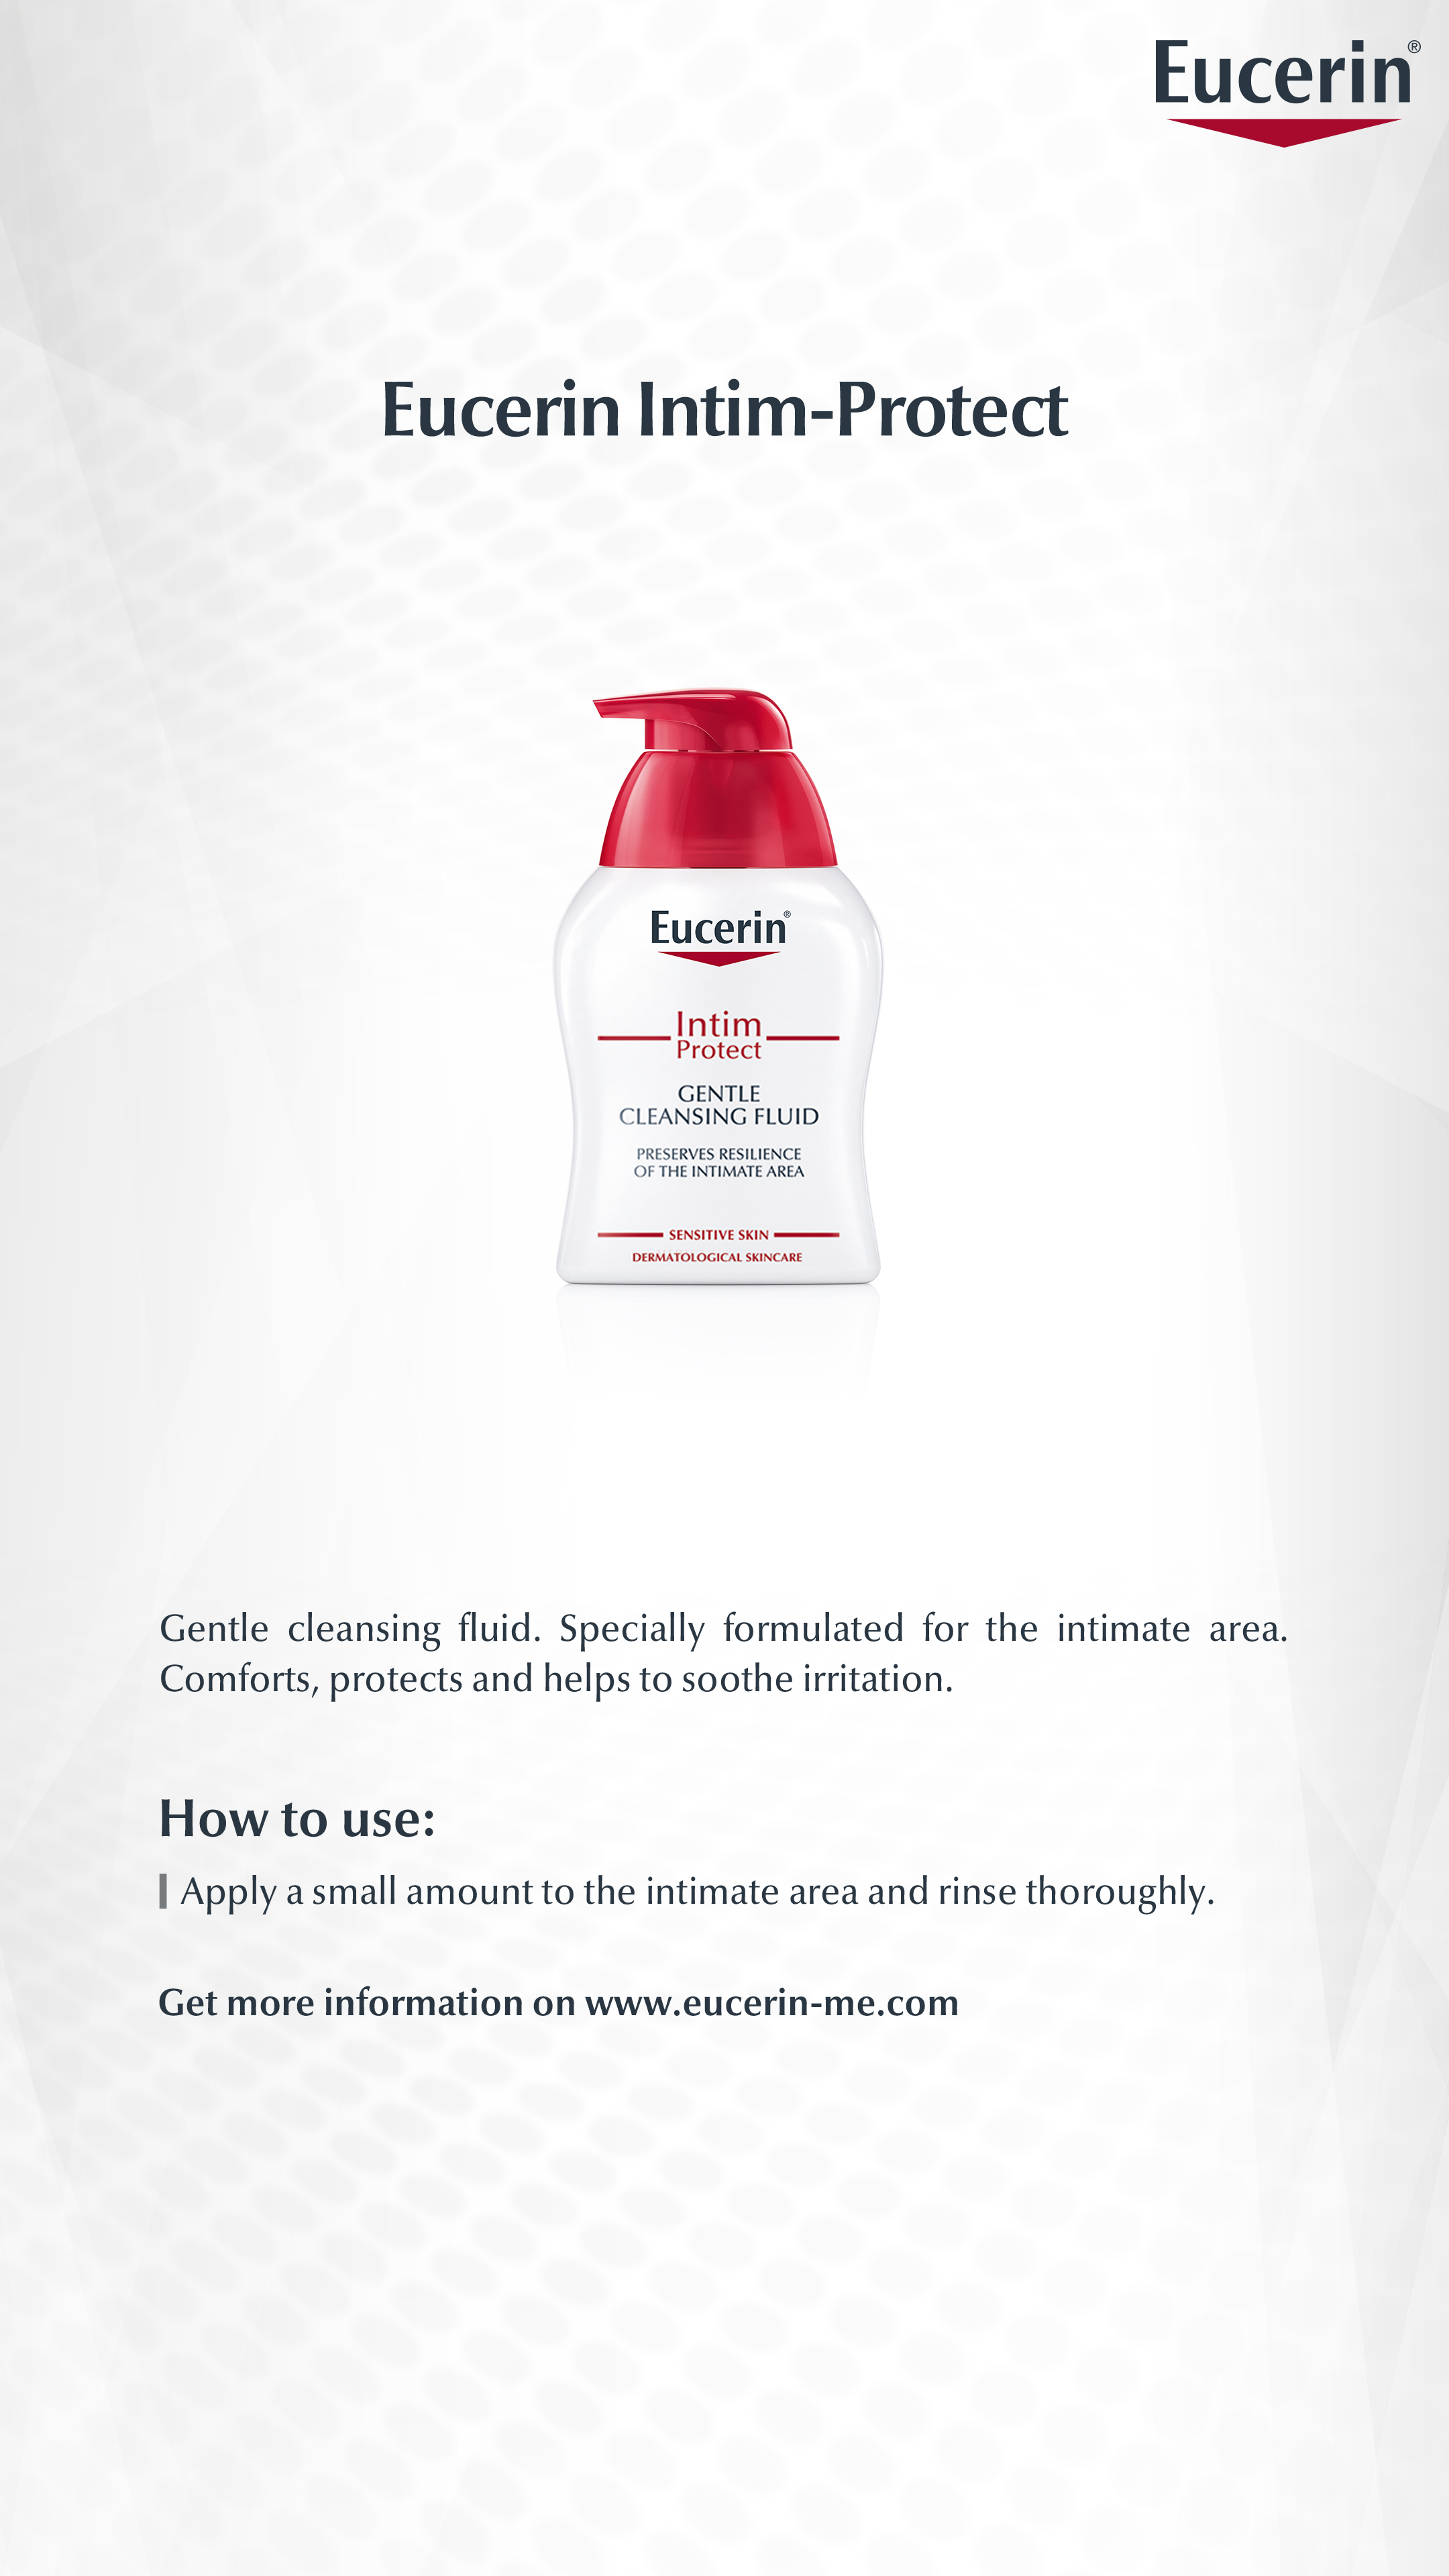 Eucerin®
Eucerin Intim-Protect
Eucerin®
Intim
Protect
GENTLE
CLEANSING FLUID
PRESERVES RESILIENCE
OF THE INTIMATE AREA
SENSITIVE SKIN
DERMATOLOGICAL SKINCARE
Gentle cleansing fluid. Specially formulated for the intimate area.
Comforts, protects and helps to soothe irritation.
How to use:
Apply a small amount to the intimate area and rinse thoroughly.
Get more information on www.eucerin-me.com